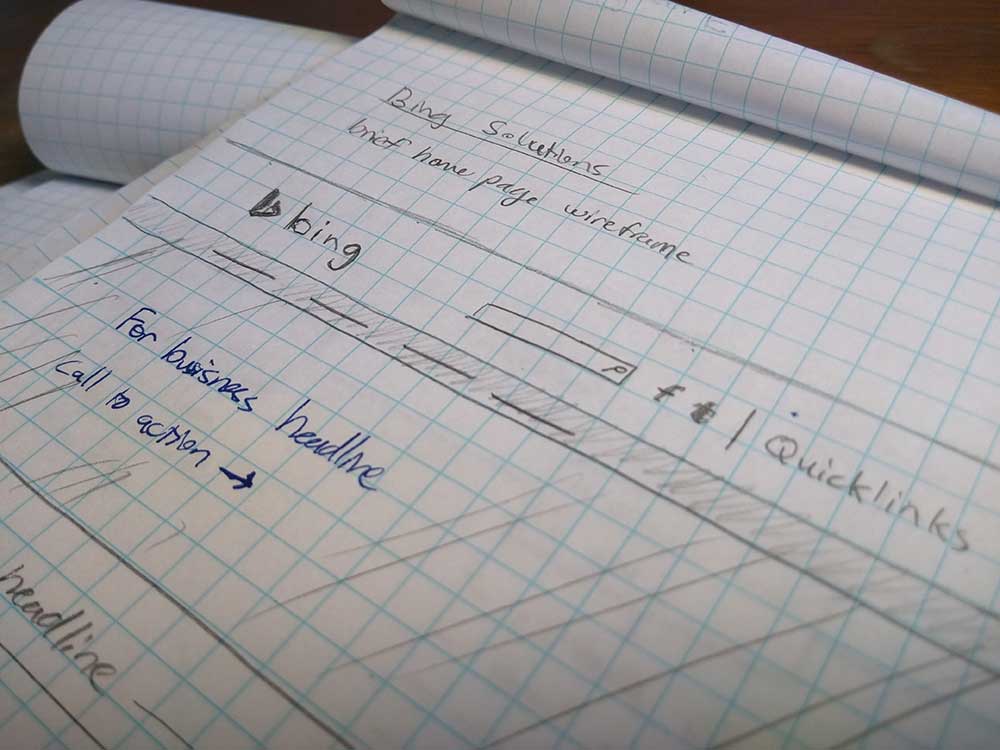 Bing Solutions
brief home page wireframe
bing
f t | Quicklinks
For business headline
Call to action →
headline